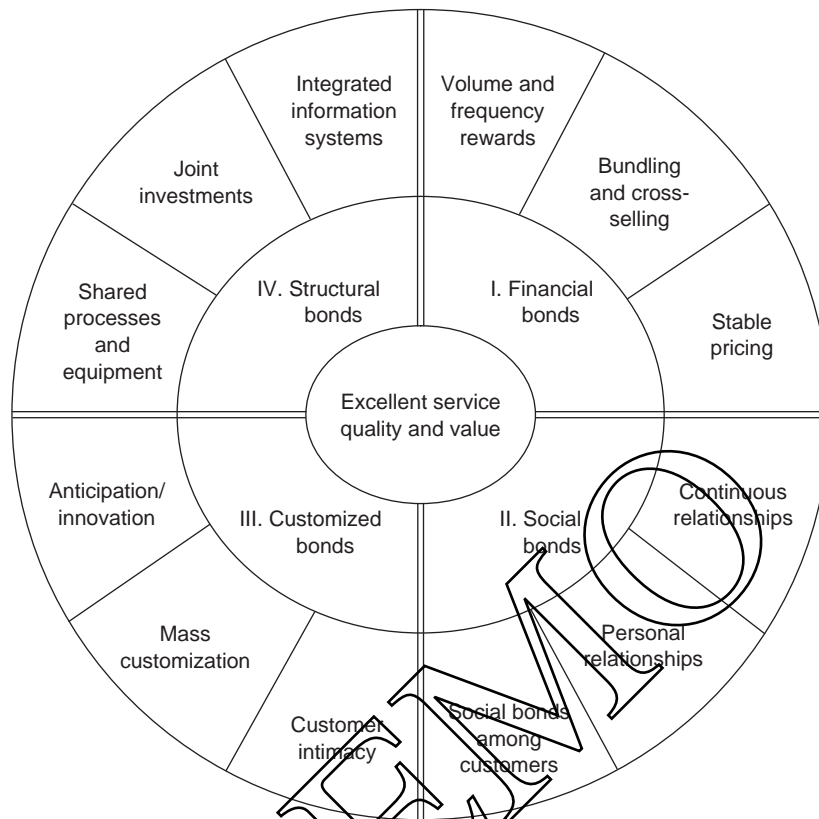 Integrated
information
systems
Volume and
frequency
rewards
Joint
investments
Bundling
and cross-
selling
Shared
processes
and
equipment
IV. Structural
bonds
I. Financial
bonds
Stable
pricing
Excellent service
quality and value
Anticipation/
innovation
III. Customized
bonds
II. Social
bonds
Continuous
relationships
Mass
customization
Personal
relationships
Customer
intimacy
Social bonds
among
customers
EMO